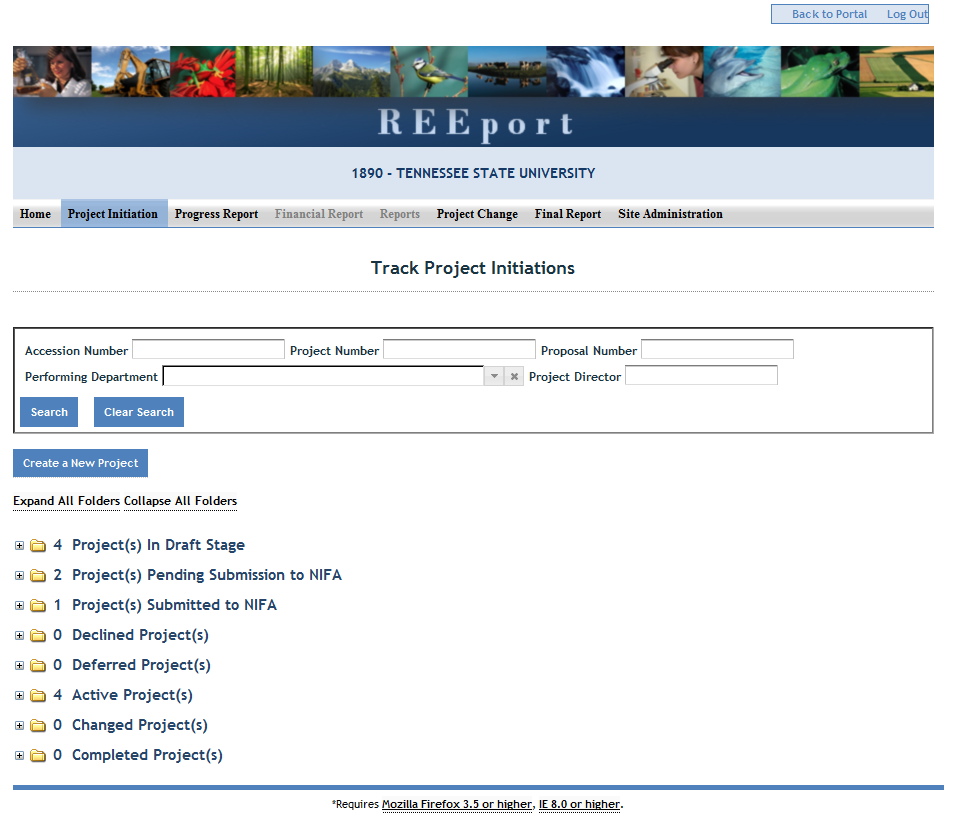 Back to Portal Log Out
REEport
1890 - TENNESSEE STATE UNIVERSITY
Home Project Initiation Progress Report Financial Report Reports Project Change Final Report Site Administration
Track Project Initiations
Accession Number Project Number Proposal Number
Performing Department Project Director
Search Clear Search
Create a New Project
Expand All Folders Collapse All Folders
4 Project(s) In Draft Stage
2 Project(s) Pending Submission to NIFA
1 Project(s) Submitted to NIFA
0 Declined Project(s)
0 Deferred Project(s)
4 Active Project(s)
0 Changed Project(s)
0 Completed Project(s)
*Requires Mozilla Firefox 3.5 or higher, IE 8.0 or higher.